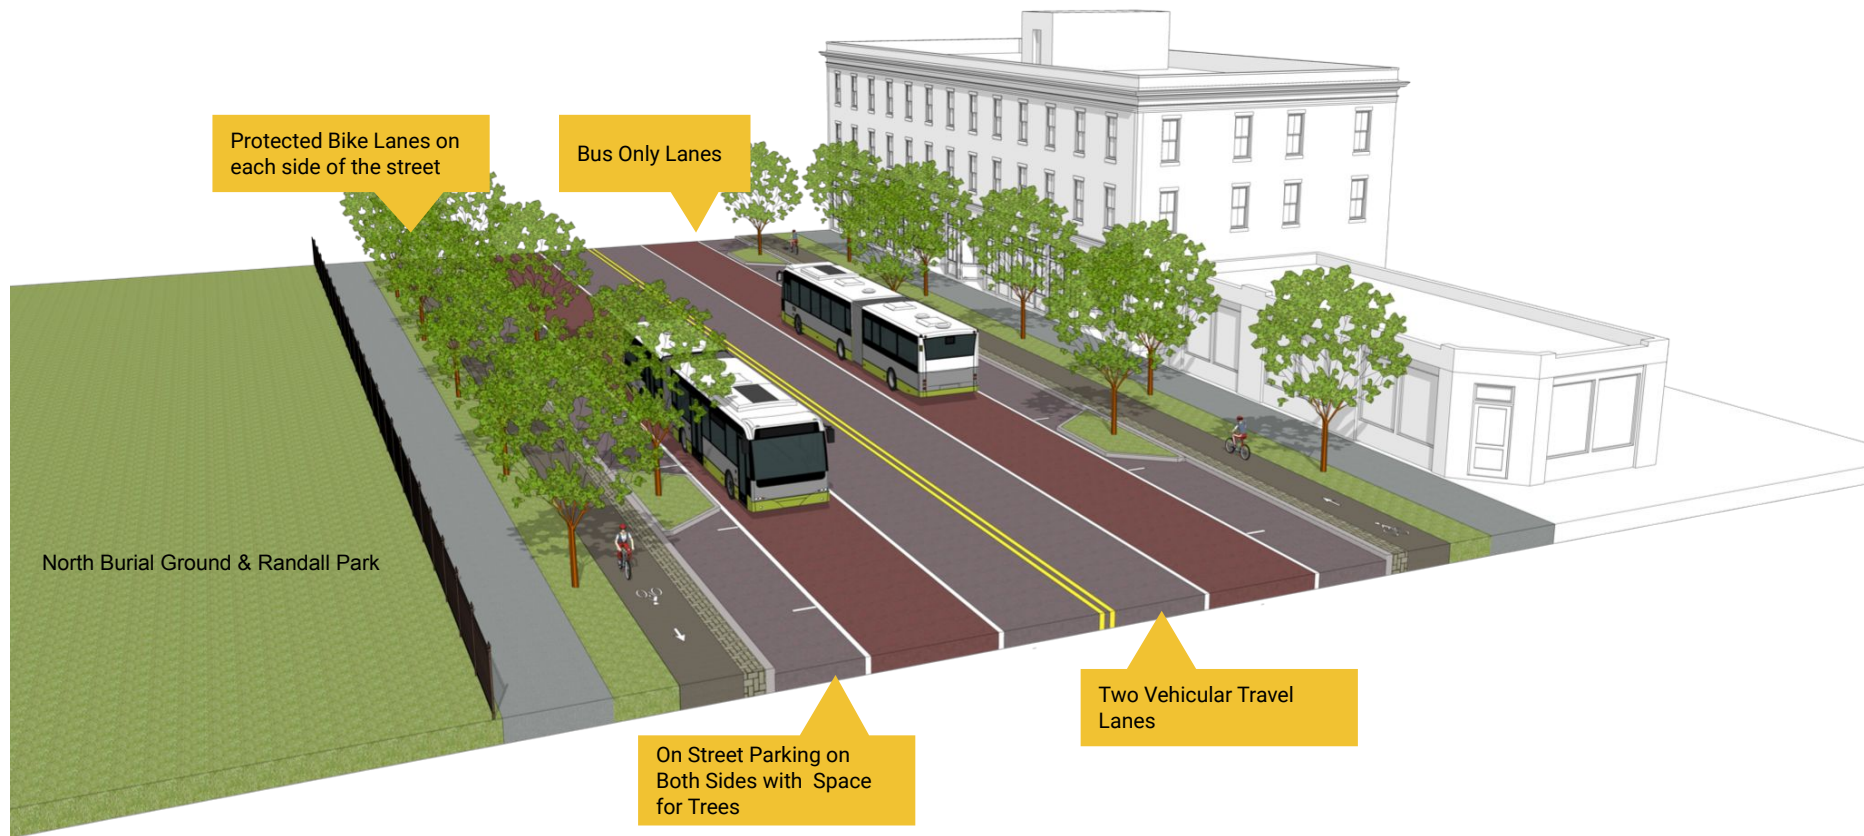 Protected Bike Lanes on
each side of the street
Bus Only Lanes
North Burial Ground & Randall Park
Two Vehicular Travel
Lanes
On Street Parking on
Both Sides with  Space
for Trees